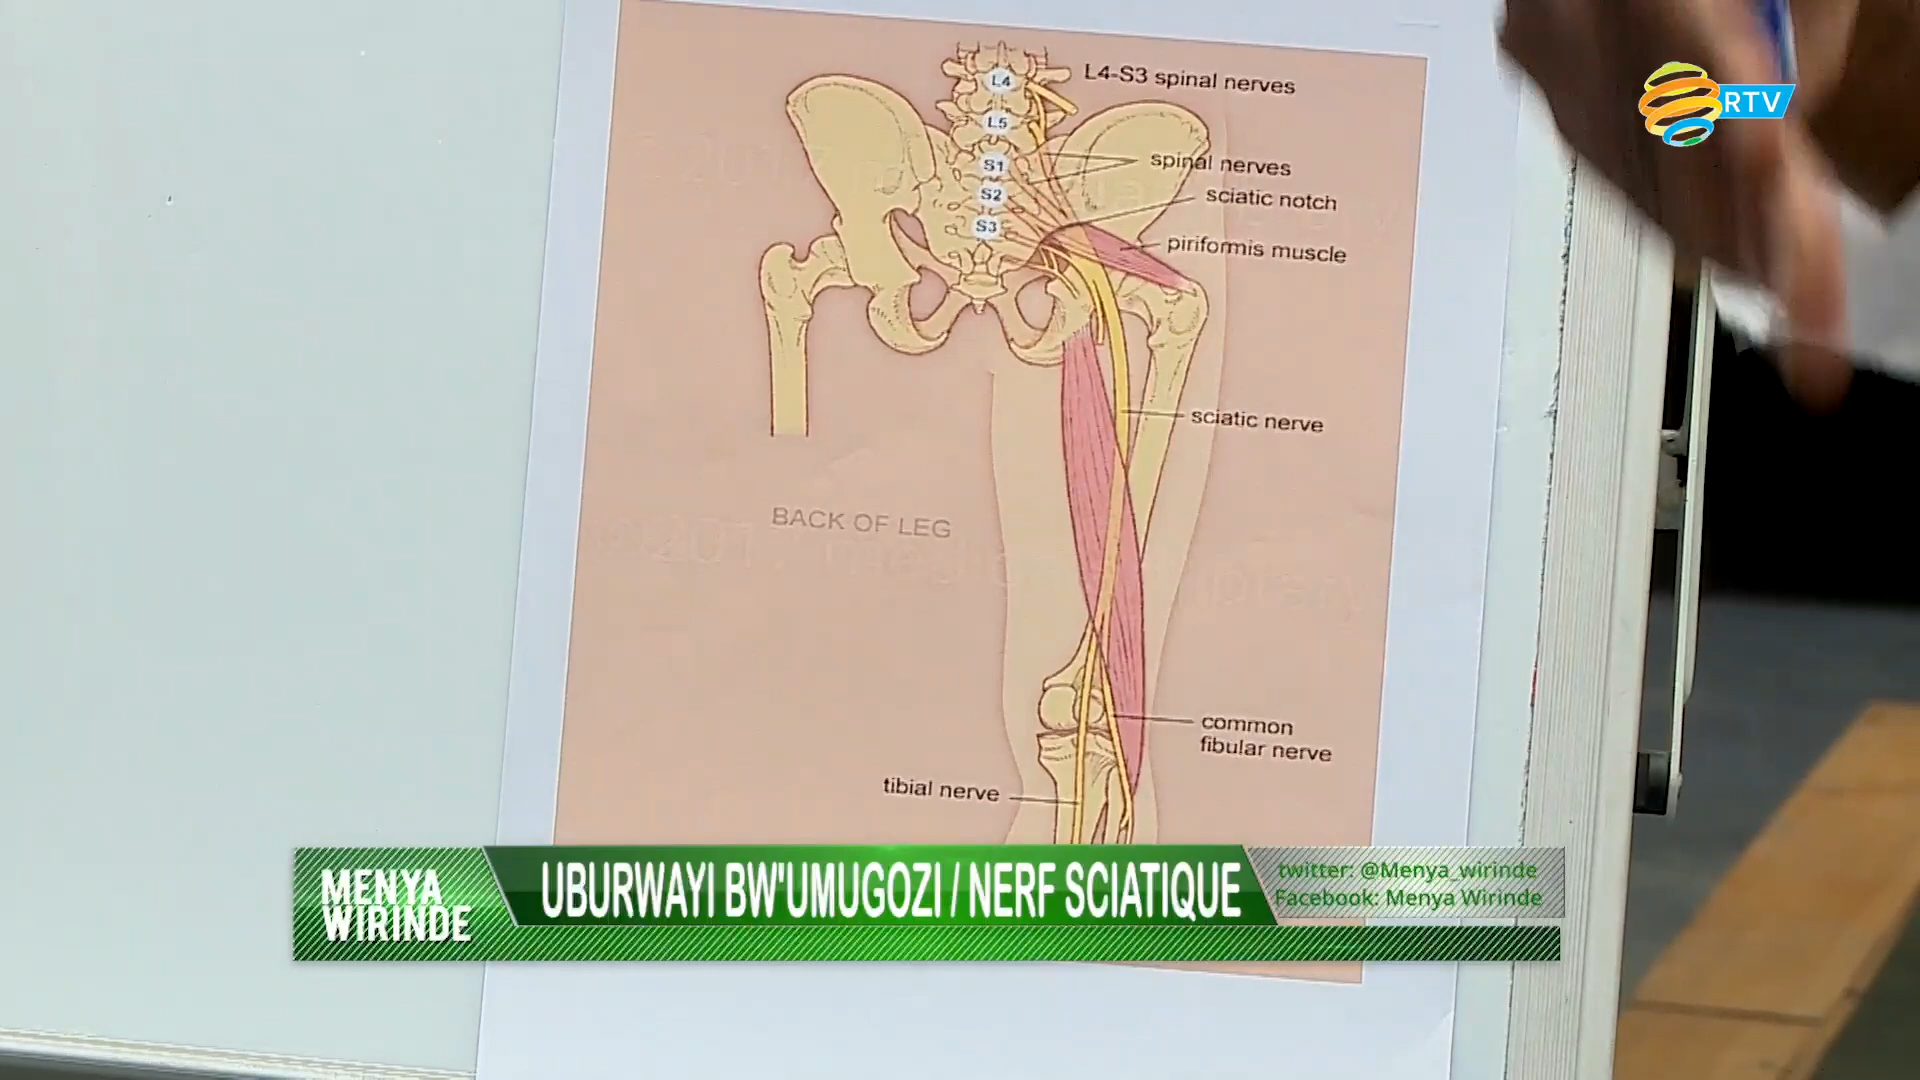 L4
L4-S3 spinal nerves
RTV
L5
S1
spinal nerves
S2
sciatic notch
S3
piriformis muscle
sciatic nerve
BACK OF LEG
common
fibular nerve
tibial nerve
MENYA
WIRINDE
UBURWAYI BW"UMUGOZI / NERF SCIATIQUE
twitter: @Menya_wirinde
Facebook: Menya Wirinde